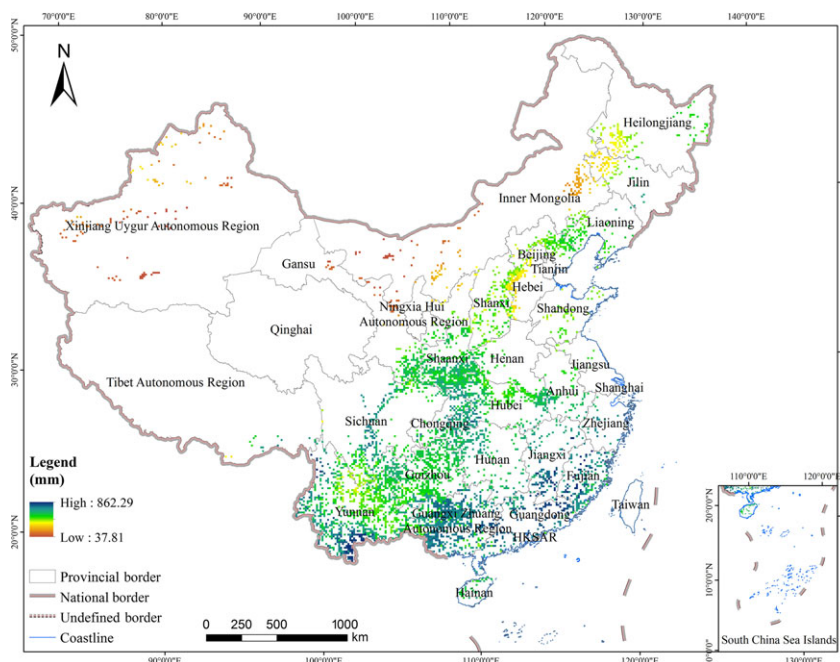 70°0'0"E 80°0'0"E 90°0'0"E 100°0'0"E 110°0'0"E 120°0'0"E 130°0'0"E 140°0'0"E
50°0'0"N
N
Heilongjiang
Jilin
Inner Mongolia
40°0'0"N
Liaoning
Xinjiang Uygur Autonomous Region
Beijing
Gansu
Tianjin
Hebei
Ningxia Hui
Autonomous Region
Shanxi
Shandong
Qinghai
Shaanxi
Henan
30°0'0"N
Tibet Autonomous Region
Jiangsu
Anhui
Shanghai
Hubei
Sichuan
Chongqing
Zhejiang
Hunan
Jiangxi
Guizhou
Fujian
Legend
(mm)
High : 862.29
Low : 37.81
Yunnan
Guangxi Zhuang
Autonomous Region
Guangdong
HKSAR
Taiwan
20°0'0"N
Hainan
Provincial border
National border
Undefined border
Coastline
0 250 500 1000
km
90°0'0"E 100°0'0"E 110°0'0"E 120°0'0"E
110°0'0"E 120°0'0"E
20°0'0"N
10°0'0"N
0°0'0"
South China Sea Islands
130°0'0"E